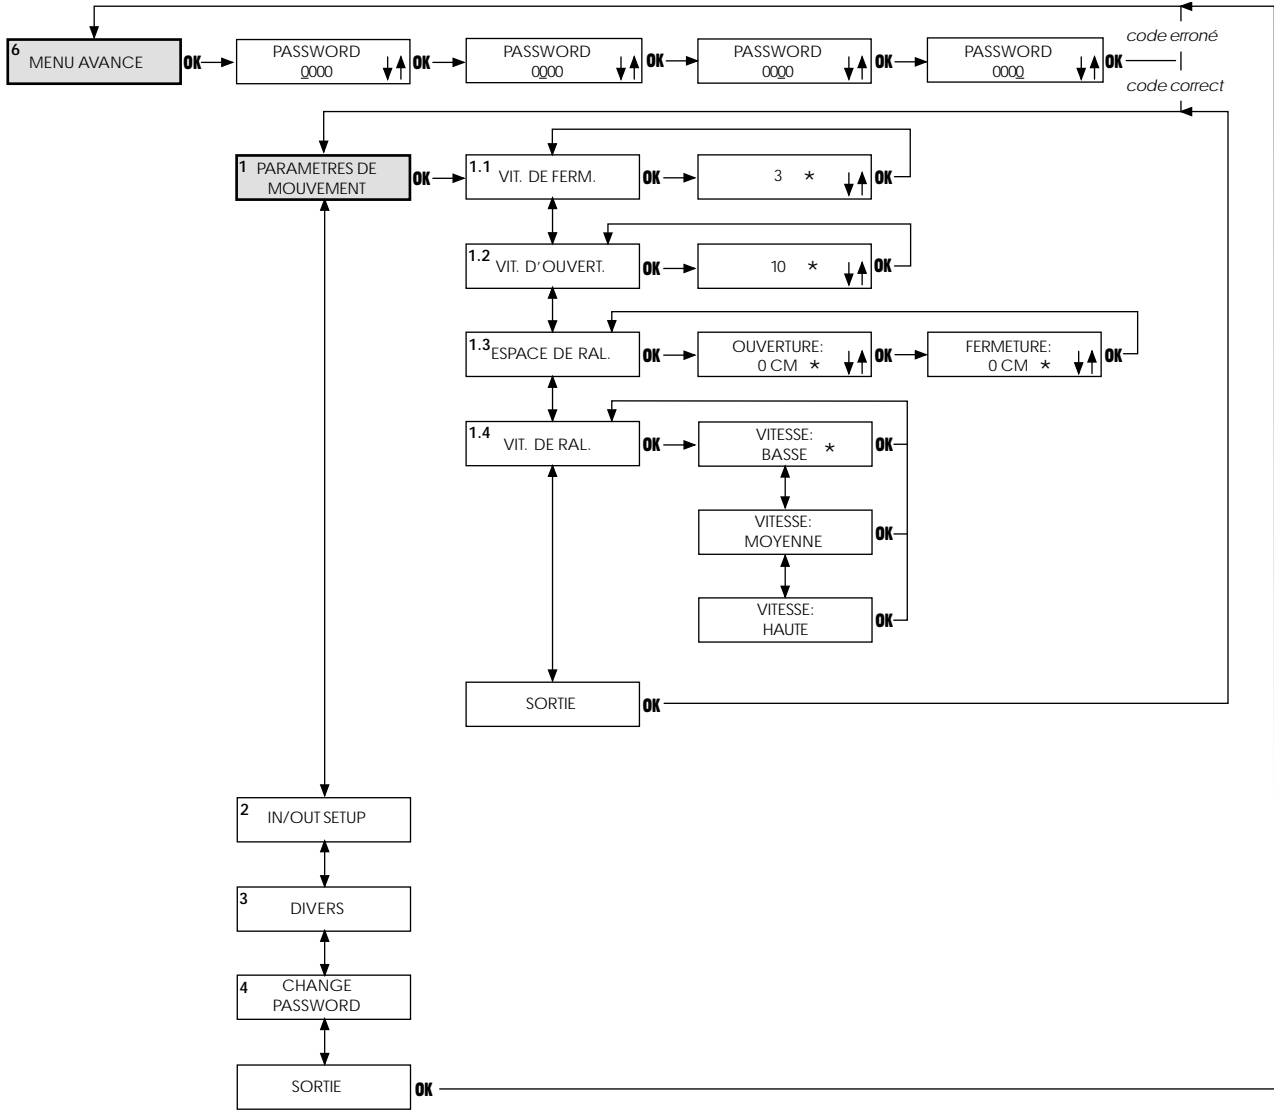 6
MENU AVANCE
OK
PASSWORD
0000
OK
PASSWORD
0000
OK
PASSWORD
0000
OK
PASSWORD
0000
OK
code erroné
code correct
1
PARAMETRES DE
MOUVEMENT
OK
1.1
VIT. DE FERM.
OK
3 *
OK
1.2
VIT. D'OUVERT.
OK
10 *
OK
1.3
ESPACE DE RAL.
OK
OUVERTURE:
0 CM *
OK
FERMETURE:
0 CM *
OK
1.4
VIT. DE RAL.
OK
VITESSE:
BASSE *
OK
VITESSE:
MOYENNE
OK
VITESSE:
HAUTE
OK
SORTIE
OK
2
IN/OUT SETUP
3
DIVERS
4
CHANGE
PASSWORD
SORTIE
OK